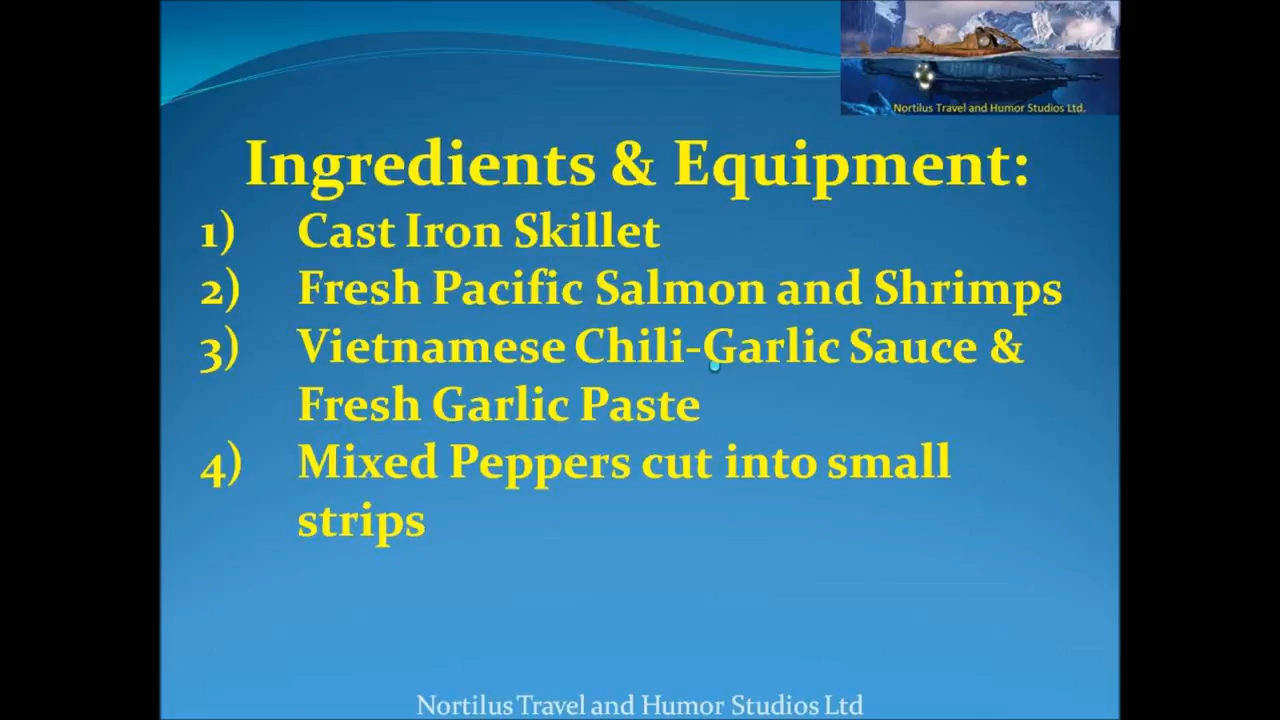 Nortilus Travel and Humor Studios Ltd.
Ingredients & Equipment:
1) Cast Iron Skillet
2) Fresh Pacific Salmon and Shrimps
3) Vietnamese Chili-Garlic Sauce &
Fresh Garlic Paste
4) Mixed Peppers cut into small
strips
Nortilus Travel and Humor Studios Ltd